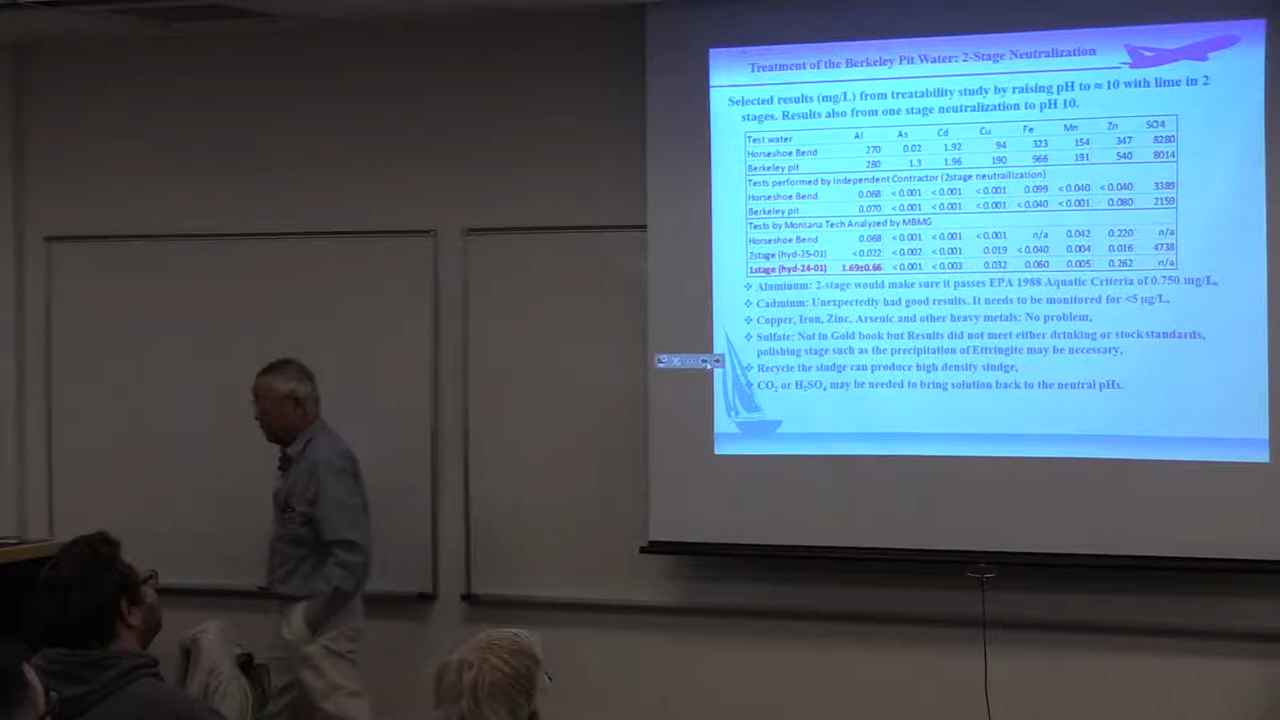 Treatment of the Berkeley Pit Water: 2-Stage Neutralization
Selected results (mg/L) from treatability study by raising pH to ≈ 10 with lime in 2
stages. Results also from one stage neutralization to pH 10.
Test water Al As Cd Cu Fe Mn Zn SO4
Horseshoe Bend 270 0.02 1.92 94 323 154 347 8280
Berkeley pit 280 1.3 1.96 190 966 191 540 8014
Tests performed by Independent Contractor (2stage neutrailization)
Horseshoe Bend 0.068 <0.001 <0.001 <0.001 0.099 <0.040 <0.040 3389
Berkeley pit 0.070 <0.001 <0.001 <0.001 <0.040 <0.001 0.080 2159
Tests by Montana Tech Analyzed by MBMG
Horseshoe Bend 0.068 <0.001 <0.001 <0.001 n/a 0.042 0.220 n/a
2stage (hyd-25-01) <0.022 <0.002 <0.001 0.019 <0.040 0.004 0.016 4738
1stage (hyd-24-01) 1.69±0.66 <0.001 <0.003 0.032 0.060 0.005 0.262 n/a
❖ Aluminum: 2-stage would make sure it passes EPA 1988 Aquatic Criteria of 0.750 mg/L,
❖ Cadmium: Unexpectedly had good results. It needs to be monitored for <5 µg/L,
❖ Copper, Iron, Zinc, Arsenic and other heavy metals: No problem,
❖ Sulfate: Not in Gold book but Results did not meet either drinking or stock standards,
polishing stage such as the precipitation of Ettringite may be necessary,
❖ Recycle the sludge can produce high density sludge,
❖ CO₂ or H₂SO₄ may be needed to bring solution back to the neutral pHs.